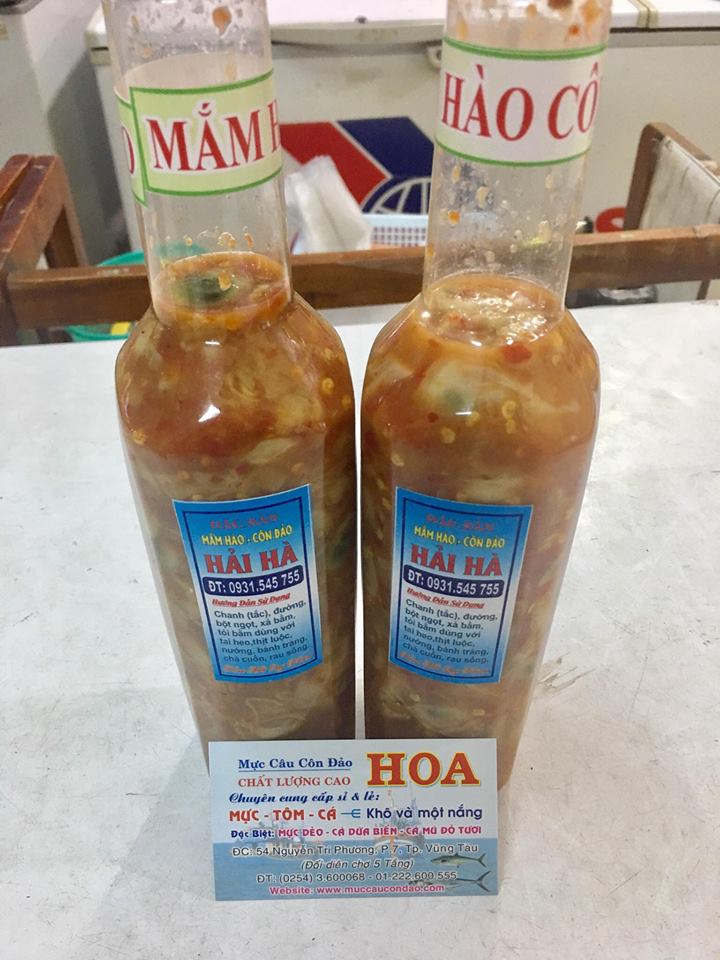 O MẮM H
HÀO CÔ
ĐẶC SẢN
MẮM HÀO - CÔN ĐẢO
HẢI HÀ
ĐT: 0931.545 755
Hướng Dẫn Sử Dụng
Chanh (tắc), đường,
bột ngọt, xả bằm,
tỏi bằm dùng với
tai heo,thịt luộc,
nướng, bánh tráng,
chả cuốn, rau sống.
ĐẶC SẢN
MẮM HAO - CÔN ĐẢO
HẢI HÀ
ĐT: 0931.545 755
Hướng Dẫn Sử Dụng
Chanh (tắc), đường,
bột ngọt, xả bằm,
tỏi bằm dùng với
tai heo,thịt luộc,
nướng, bánh tráng,
chả cuốn, rau sống.
Mực Câu Côn Đảo
CHẤT LƯỢNG CAO
HOA
Chuyên cung cấp sỉ & lẻ:
MỰC - TÔM - CÁ Khô và một nắng
Đặc Biệt: MỰC DẺO - CÁ DỨA BIỂN - CÁ MÚ ĐỎ TƯƠI
ĐC: 54 Nguyễn Tri Phương, P.7, Tp. Vũng Tàu
(Đối diện chợ 5 Tầng)
ĐT: (0254) 3.600068 - 01.222.600.555
Website: www.muccaucondao.com